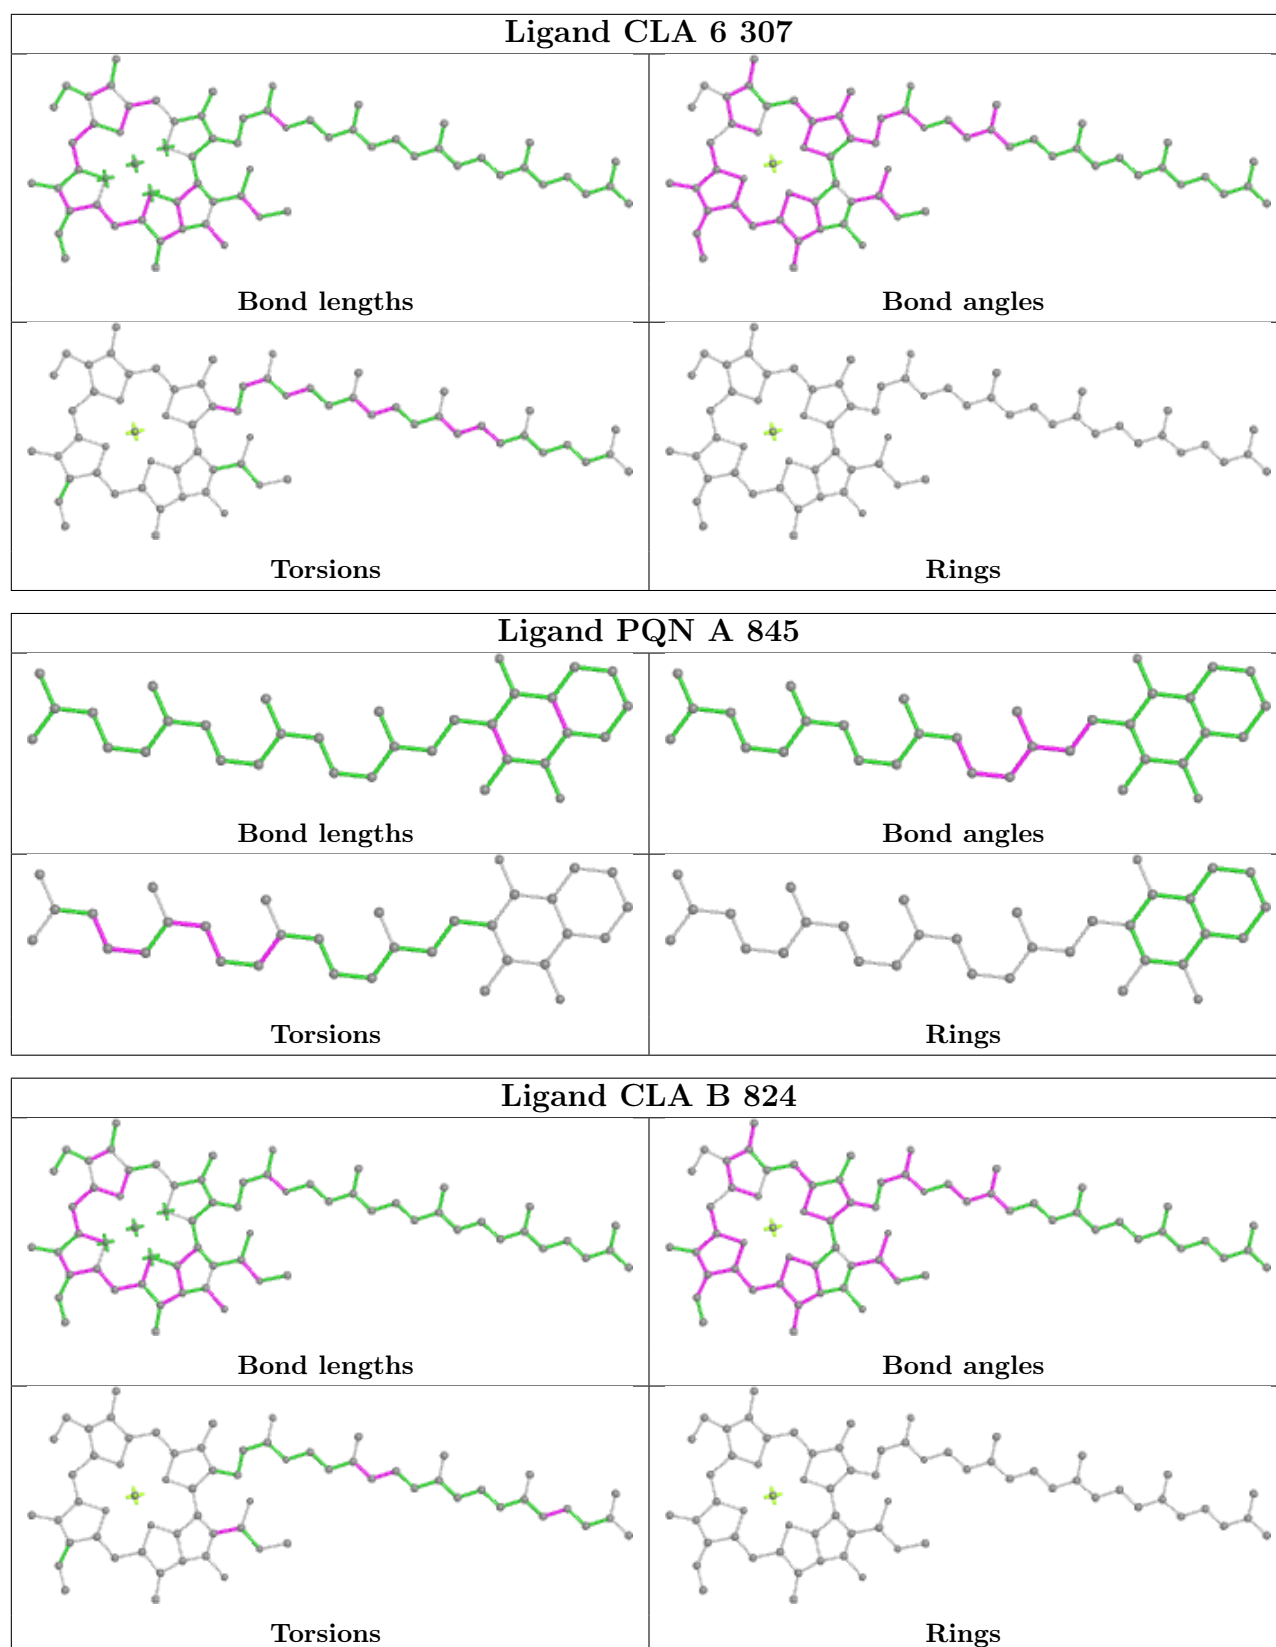 Ligand CLA 6 307
Bond lengths
Bond angles
Torsions
Rings
Ligand PQN A 845
Bond lengths
Bond angles
Torsions
Rings
Ligand CLA B 824
Bond lengths
Bond angles
Torsions
Rings